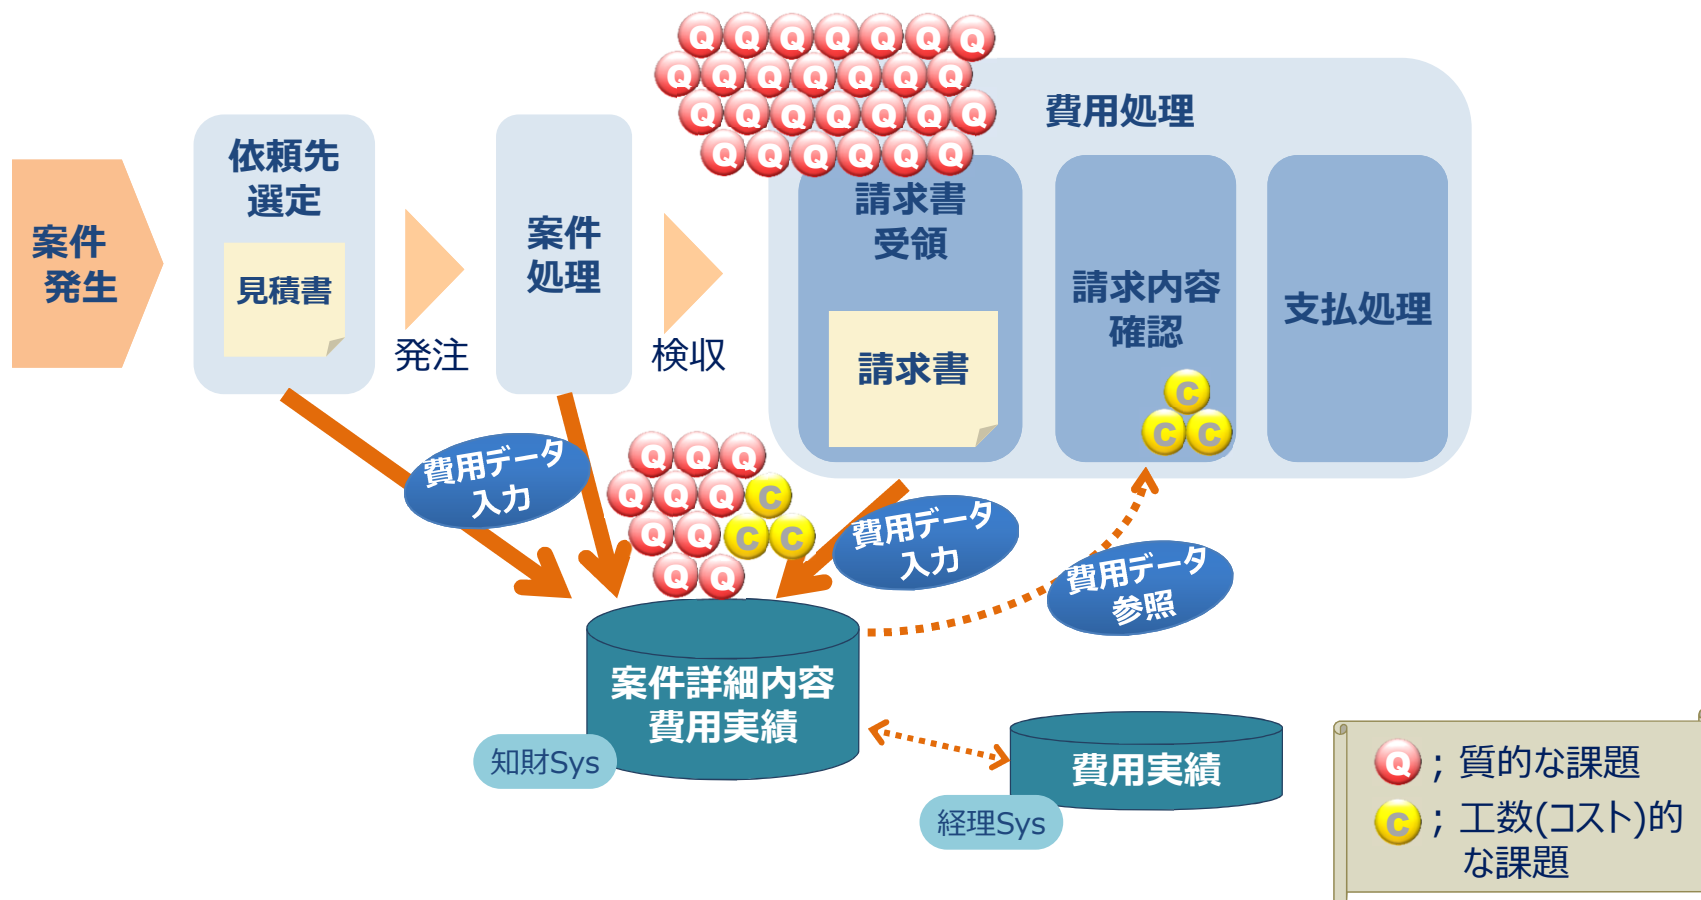 Q Q Q Q Q Q Q
Q Q Q Q Q Q Q
Q Q Q Q Q Q Q
Q Q Q Q Q Q
費用処理
案件
発生
依頼先
選定
見積書
発注
案件
処理
検収
請求書
受領
請求書
請求内容
確認
C
C C
支払処理
費用データ
入力
Q Q Q
Q Q Q C
Q Q C C
Q Q
費用データ
入力
費用データ
参照
案件詳細内容
費用実績
知財Sys
費用実績
経理Sys
Q ; 質的な課題
C ; 工数(コスト)的
な課題